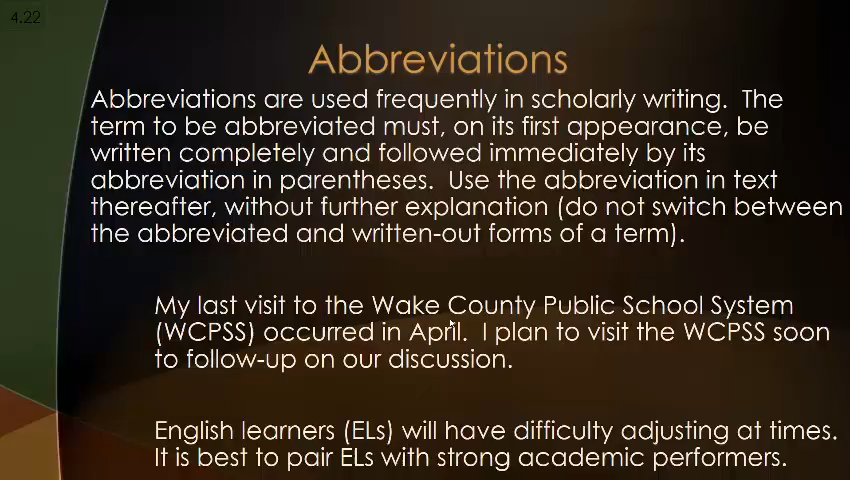 4.22
Abbreviations
Abbreviations are used frequently in scholarly writing. The
term to be abbreviated must, on its first appearance, be
written completely and followed immediately by its
abbreviation in parentheses. Use the abbreviation in text
thereafter, without further explanation (do not switch between
the abbreviated and written-out forms of a term).
My last visit to the Wake County Public School System
(WCPSS) occurred in April. I plan to visit the WCPSS soon
to follow-up on our discussion.
English learners (ELs) will have difficulty adjusting at times.
It is best to pair ELs with strong academic performers.